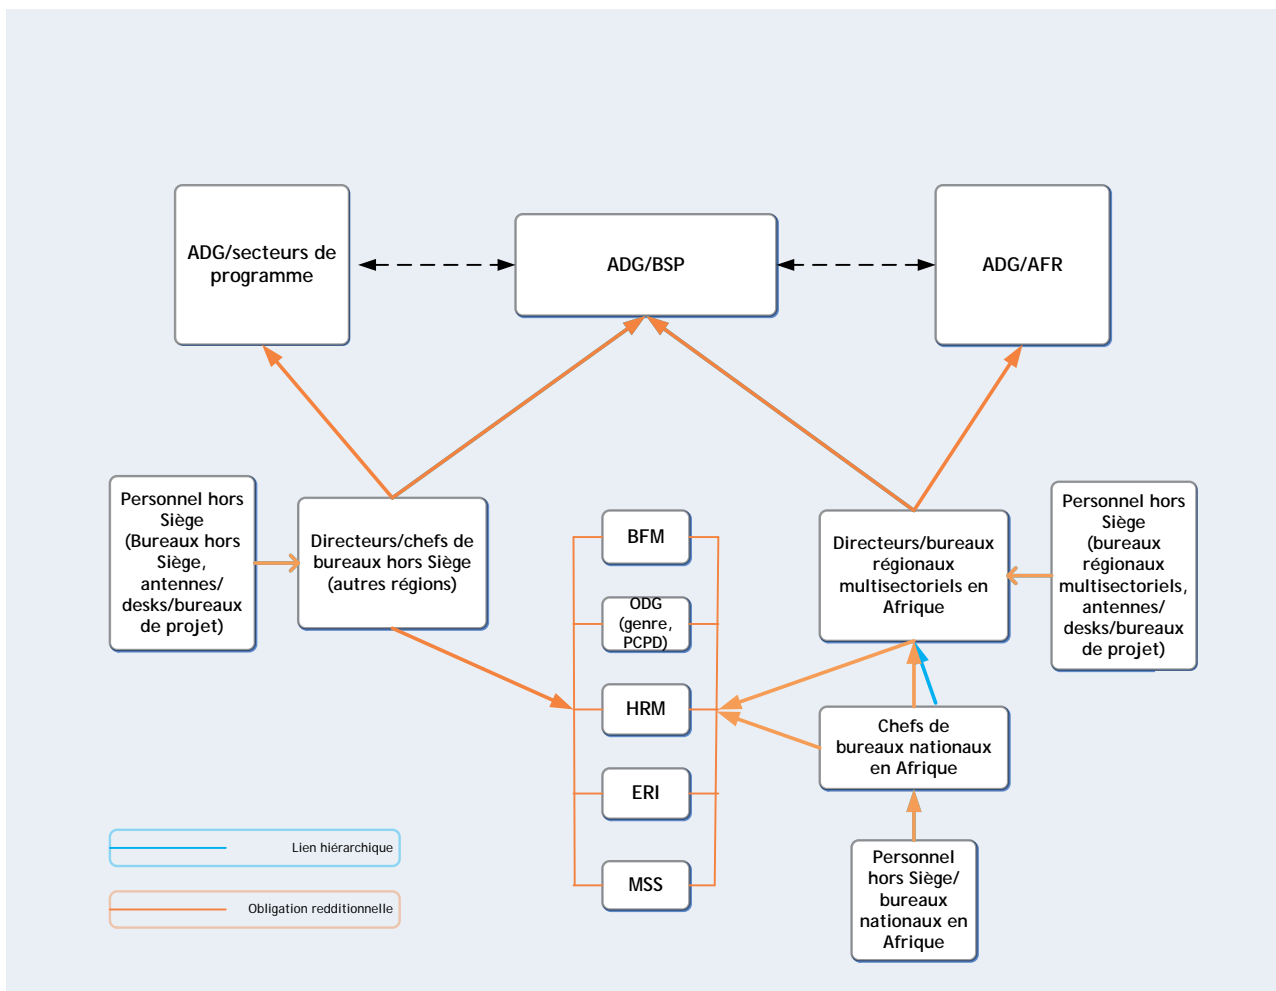 ADG/secteurs de
programme
ADG/BSP
ADG/AFR
Personnel hors
Siège
(Bureaux hors
Siège,
antennes/
desks/bureaux
de projet)
Directeurs/chefs de
bureaux hors Siège
(autres régions)
BFM
ODG
(genre,
PCPD)
HRM
ERI
MSS
Directeurs/bureaux
régionaux
multisectoriels en
Afrique
Personnel hors
Siège
(bureaux
régionaux
multisectoriels,
antennes/
desks/bureaux
de projet)
Chefs de
bureaux nationaux
en Afrique
Personnel
hors Siège/
bureaux
nationaux en
Afrique
Lien hiérarchique
Obligation redditionnelle